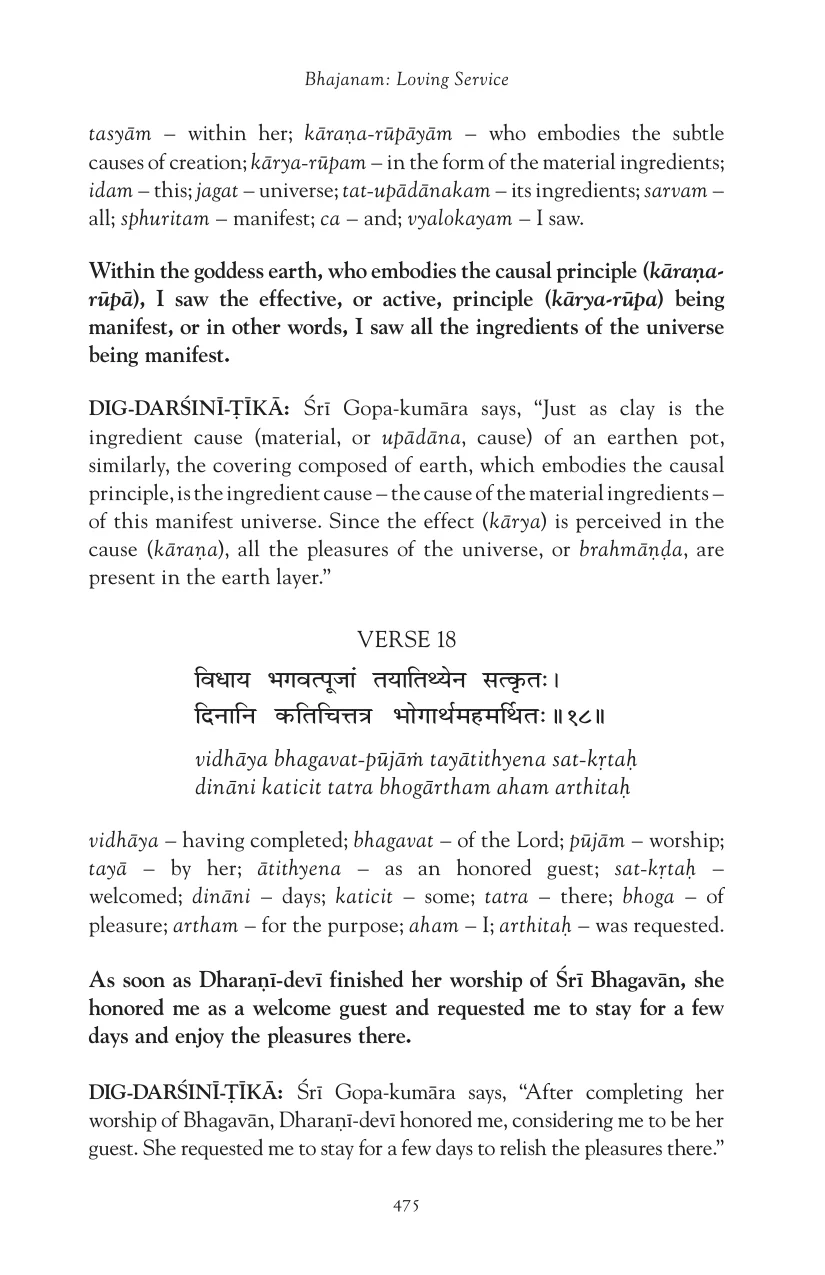 Bhajanam: Loving Service
tasyām – within her; kāraṇa-rūpāyām – who embodies the subtle
causes of creation; kārya-rūpam – in the form of the material ingredients;
idam – this; jagat – universe; tat-upādānakam – its ingredients; sarvam –
all; sphuritam – manifest; ca – and; vyalokayam – I saw.
Within the goddess earth, who embodies the causal principle (kāraṇa-
rūpā), I saw the effective, or active, principle (kārya-rūpa) being
manifest, or in other words, I saw all the ingredients of the universe
being manifest.
DIG-DARŚINĪ-ṬĪKĀ: Śrī Gopa-kumāra says, “Just as clay is the
ingredient cause (material, or upādāna, cause) of an earthen pot,
similarly, the covering composed of earth, which embodies the causal
principle, is the ingredient cause – the cause of the material ingredients –
of this manifest universe. Since the effect (kārya) is perceived in the
cause (kāraṇa), all the pleasures of the universe, or brahmāṇḍa, are
present in the earth layer.”
VERSE 18
विधाय भगवत्पूजां तयातिथ्येन सत्कृतः।
दिनानि कतिचित्तत्र भोगार्थमहमर्थितः॥१८॥
vidhāya bhagavat-pūjāṁ tayātithyena sat-kṛtaḥ
dināni katicit tatra bhogārtham aham arthitaḥ
vidhāya – having completed; bhagavat – of the Lord; pūjām – worship;
tayā – by her; ātithyena – as an honored guest; sat-kṛtaḥ –
welcomed; dināni – days; katicit – some; tatra – there; bhoga – of
pleasure; artham – for the purpose; aham – I; arthitaḥ – was requested.
As soon as Dharaṇī-devī finished her worship of Śrī Bhagavān, she
honored me as a welcome guest and requested me to stay for a few
days and enjoy the pleasures there.
DIG-DARŚINĪ-ṬĪKĀ: Śrī Gopa-kumāra says, “After completing her
worship of Bhagavān, Dharaṇī-devī honored me, considering me to be her
guest. She requested me to stay for a few days to relish the pleasures there.”
475